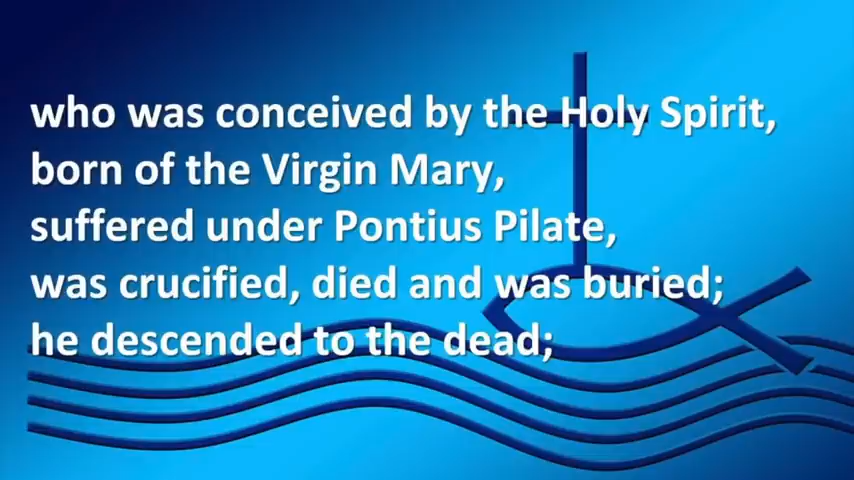 who was conceived by the Holy Spirit,
born of the Virgin Mary,
suffered under Pontius Pilate,
was crucified, died and was buried;
he descended to the dead;